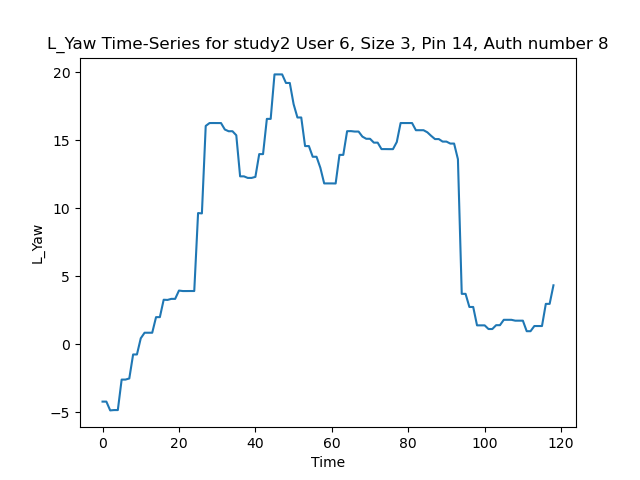 L_Yaw Time-Series for study2 User 6, Size 3, Pin 14, Auth number 8
20
15
10
5
0
−5
L_Yaw
0 20 40 60 80 100 120
Time